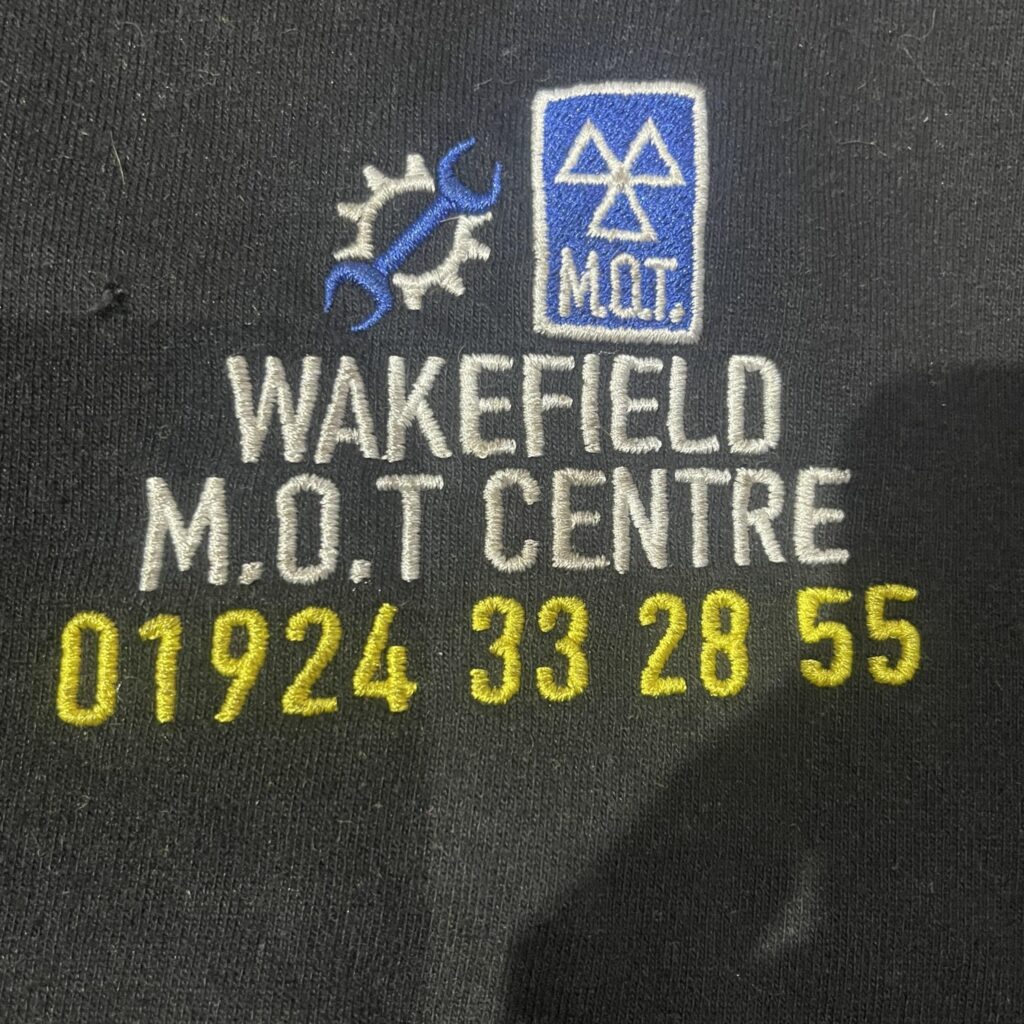 M.O.T.
WAKEFIELD
M.O.T CENTRE
01924 33 28 55